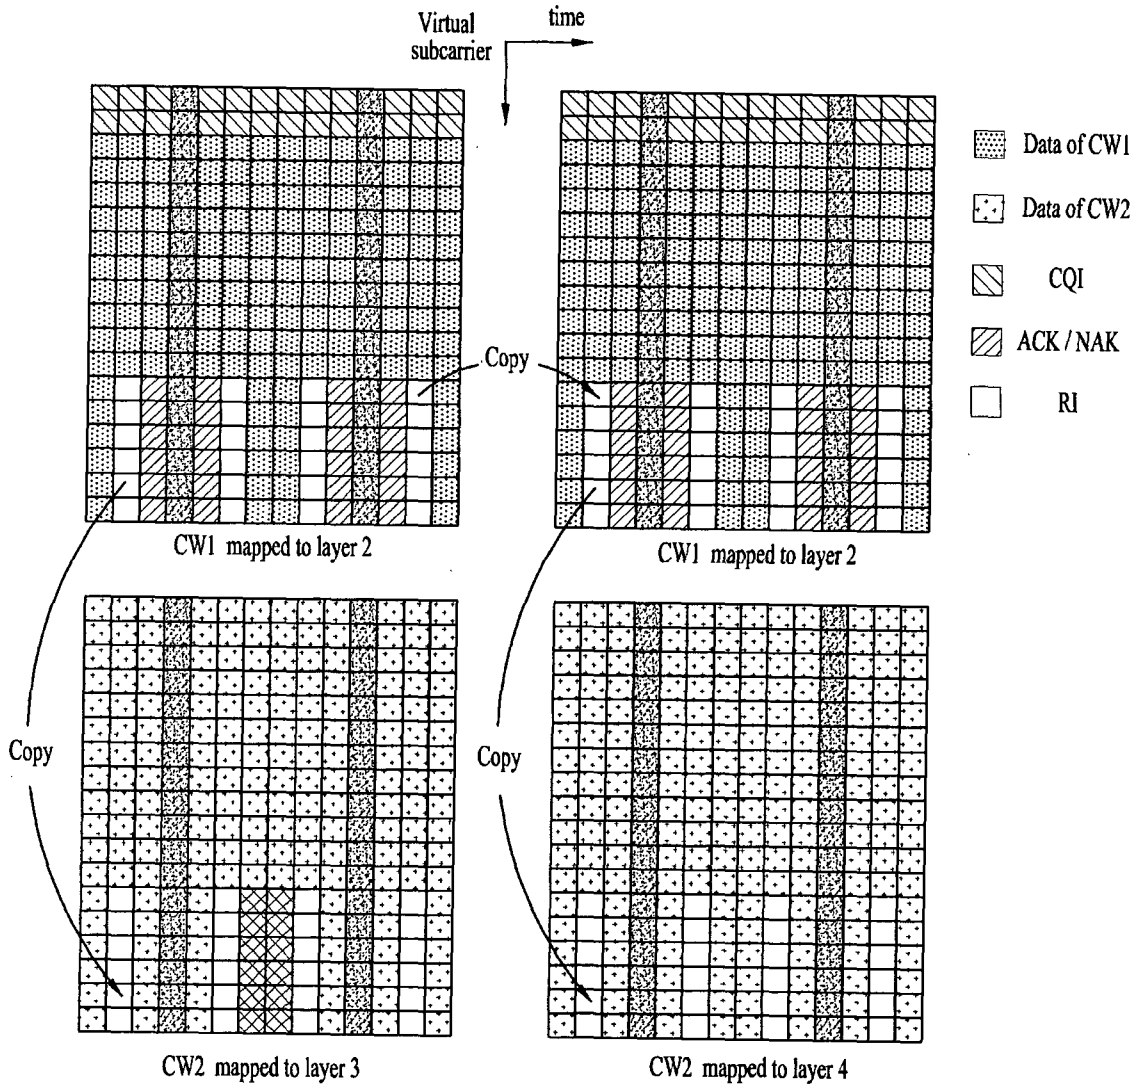 Virtual
subcarrier
time
Data of CW1
Data of CW2
CQI
ACK / NAK
RI
Copy
CW1 mapped to layer 2
CW1 mapped to layer 2
Copy
Copy
CW2 mapped to layer 3
CW2 mapped to layer 4